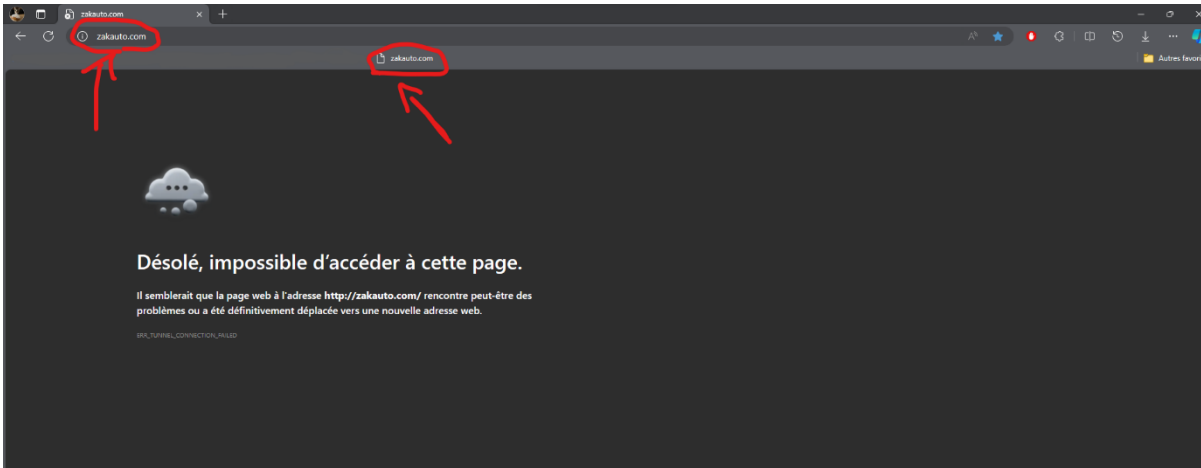 zakauto.com
zakauto.com
zakauto.com
Autres favori
Désolé, impossible d'accéder à cette page.
Il semblerait que la page web à l'adresse http://zakauto.com/ rencontre peut-être des
problèmes ou a été définitivement déplacée vers une nouvelle adresse web.
ERR_TUNNEL_CONNECTION_FAILED